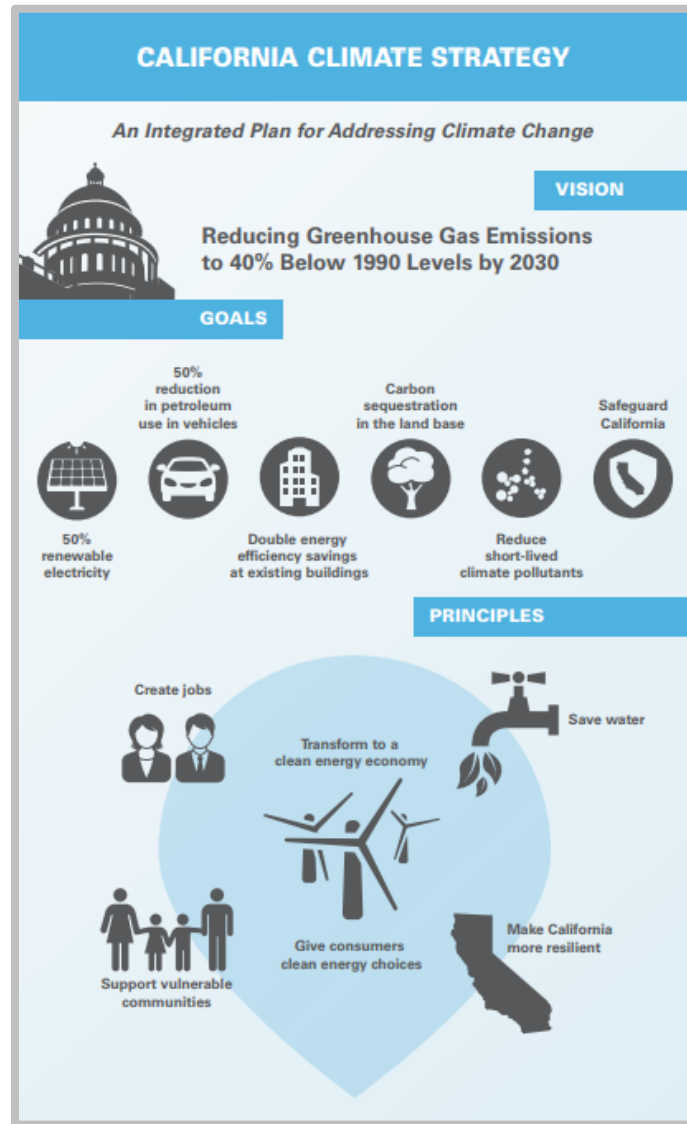 CALIFORNIA CLIMATE STRATEGY
An Integrated Plan for Addressing Climate Change
VISION
Reducing Greenhouse Gas Emissions
to 40% Below 1990 Levels by 2030
GOALS
50%
renewable
electricity
50%
reduction
in petroleum
use in vehicles
Double energy
efficiency savings
at existing buildings
Carbon
sequestration
in the land base
Reduce
short-lived
climate pollutants
Safeguard
California
PRINCIPLES
Create jobs
Transform to a
clean energy economy
Save water
Support vulnerable
communities
Give consumers
clean energy choices
Make California
more resilient